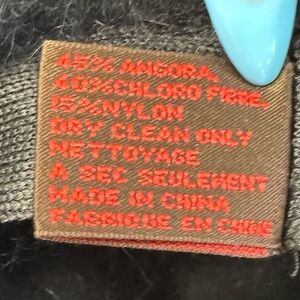 45% ANGORA,
40% CHLORO FIBRE,
15% NYLON
DRY CLEAN ONLY
NETTOYAGE
A SEC SEULEMENT
MADE IN CHINA
FABRIQUE EN CHINE